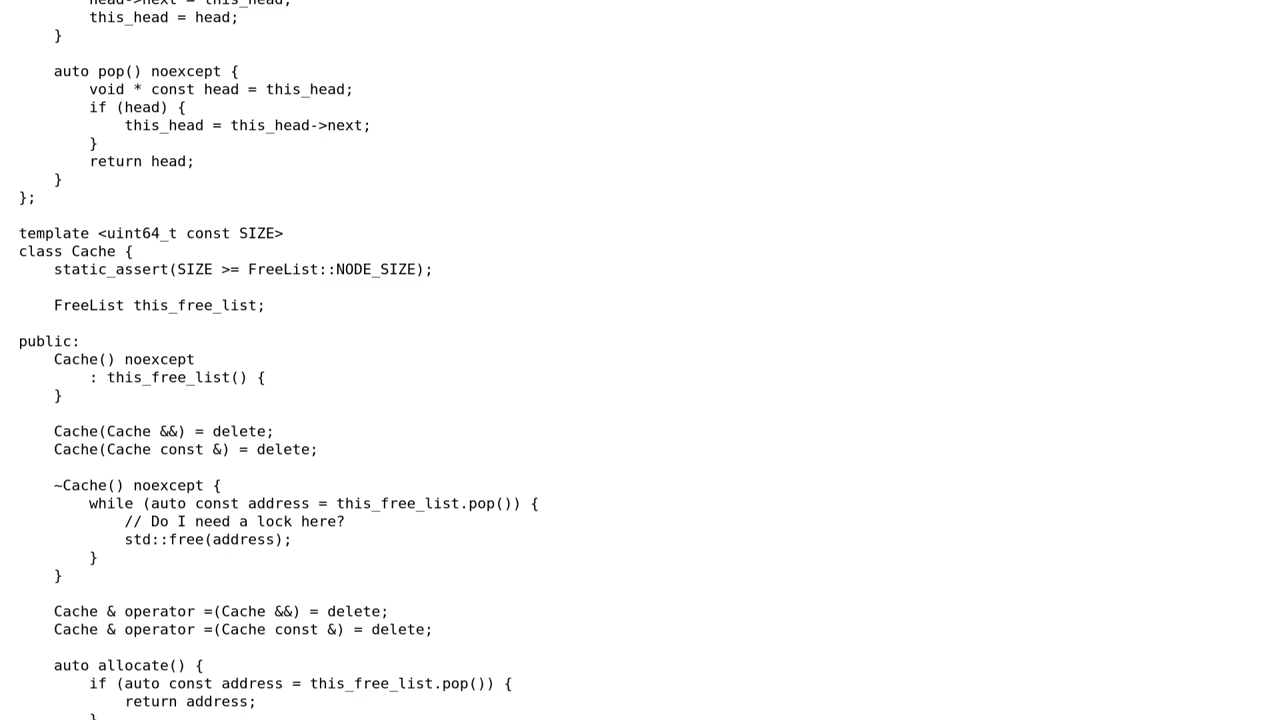 head->next = this_head;
this_head = head;
}
auto pop() noexcept {
void * const head = this_head;
if (head) {
this_head = this_head->next;
}
return head;
}
};
template <uint64_t const SIZE>
class Cache {
static_assert(SIZE >= FreeList::NODE_SIZE);
FreeList this_free_list;
public:
Cache() noexcept
: this_free_list() {
}
Cache(Cache &&) = delete;
Cache(Cache const &) = delete;
~Cache() noexcept {
while (auto const address = this_free_list.pop()) {
// Do I need a lock here?
std::free(address);
}
}
Cache & operator =(Cache &&) = delete;
Cache & operator =(Cache const &) = delete;
auto allocate() {
if (auto const address = this_free_list.pop()) {
return address;
}